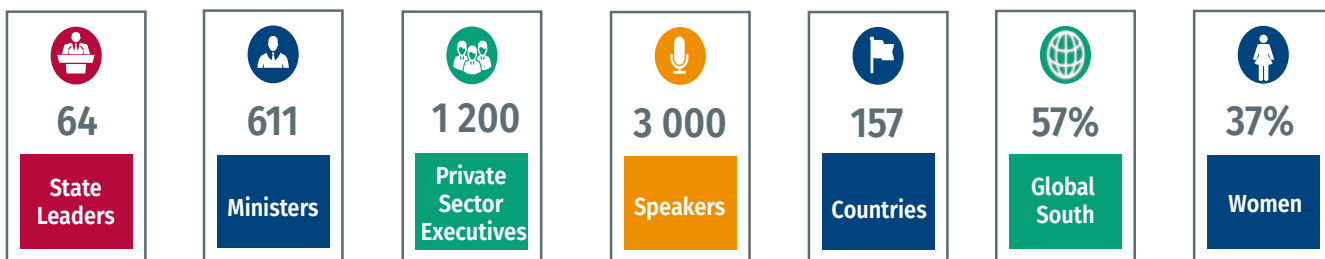 64
State
Leaders
611
Ministers
1 200
Private
Sector
Executives
3 000
Speakers
157
Countries
57%
Global
South
37%
Women